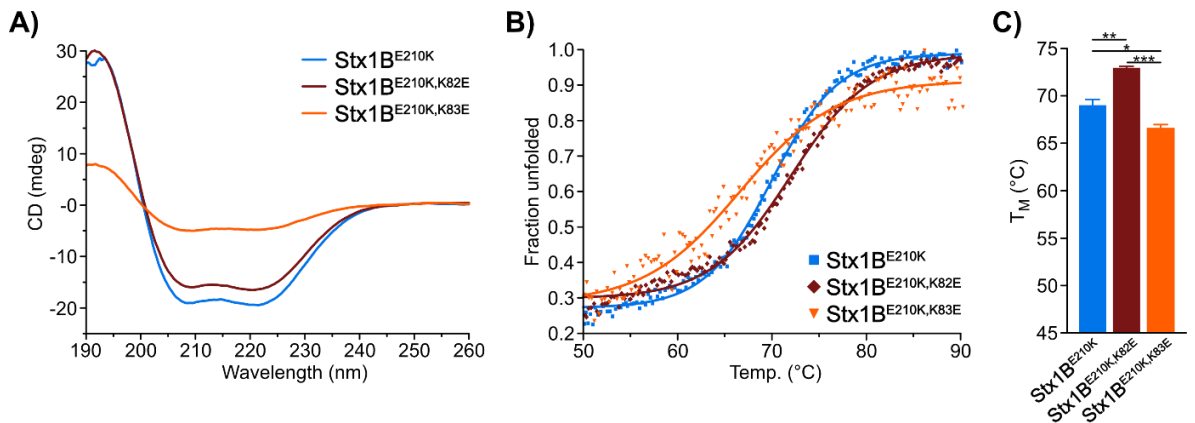 A)
CD (mdeg)
30
20
10
-0
-10
-20
190 200 210 220 230 240 250 260
Wavelength (nm)
Stx1B^E210K
Stx1B^E210K,K82E
Stx1B^E210K,K83E
B)
Fraction unfolded
1.0
0.9
0.8
0.7
0.6
0.5
0.4
0.3
0.2
50 60 70 80 90
Temp. (°C)
Stx1B^E210K
Stx1B^E210K,K82E
Stx1B^E210K,K83E
C)
T_M (°C)
75
70
65
60
55
50
45
**
*
***
Stx1B^E210K
Stx1B^E210K,K82E
Stx1B^E210K,K83E